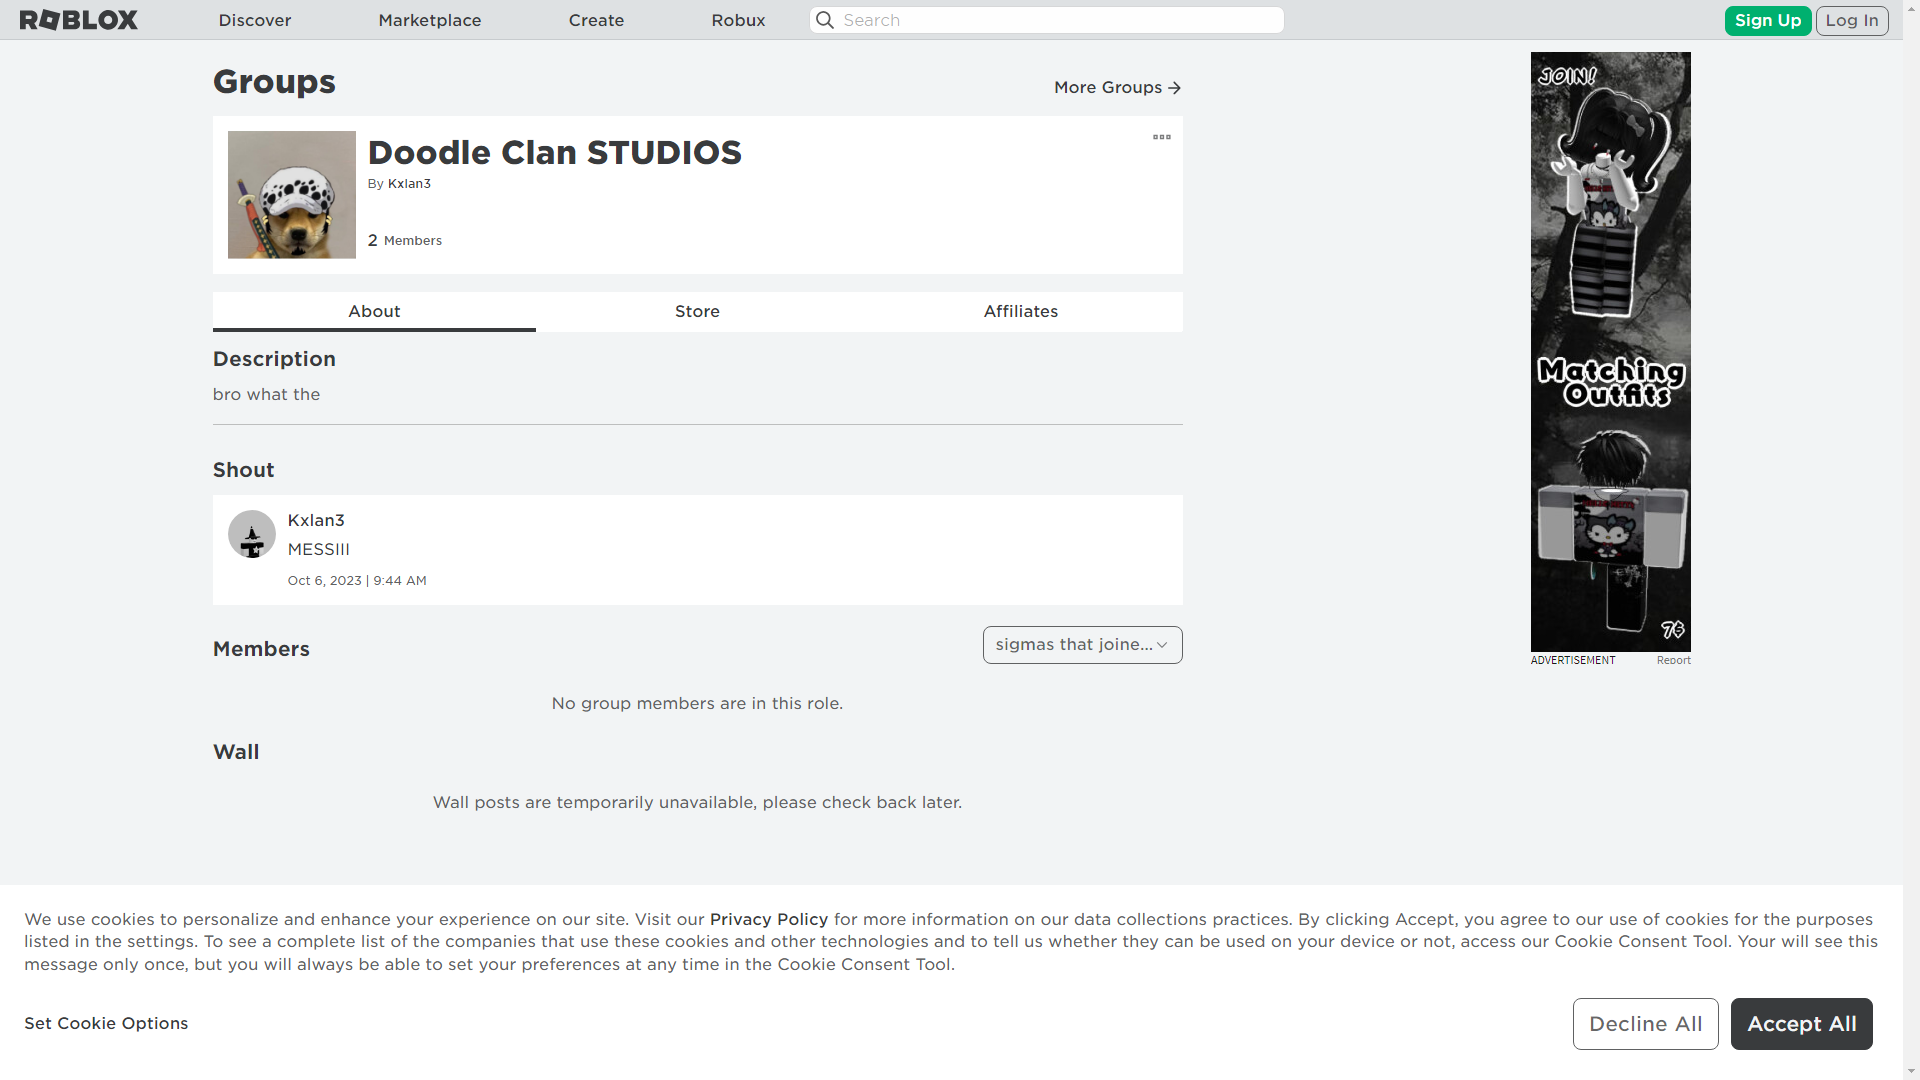 ROBLOX
Discover
Marketplace
Create
Robux
Search
Sign Up
Log In
Groups
More Groups
Doodle Clan STUDIOS
By Kxlan3
2 Members
About
Store
Affiliates
Description
bro what the
Shout
Kxlan3
MESSIII
Oct 6, 2023 | 9:44 AM
Members
sigmas that joine...
No group members are in this role.
Wall
Wall posts are temporarily unavailable, please check back later.
JOIN!
Matching
Outfits
ADVERTISEMENT
Report
We use cookies to personalize and enhance your experience on our site. Visit our Privacy Policy for more information on our data collections practices. By clicking Accept, you agree to our use of cookies for the purposes
listed in the settings. To see a complete list of the companies that use these cookies and other technologies and to tell us whether they can be used on your device or not, access our Cookie Consent Tool. Your will see this
message only once, but you will always be able to set your preferences at any time in the Cookie Consent Tool.
Set Cookie Options
Decline All
Accept All